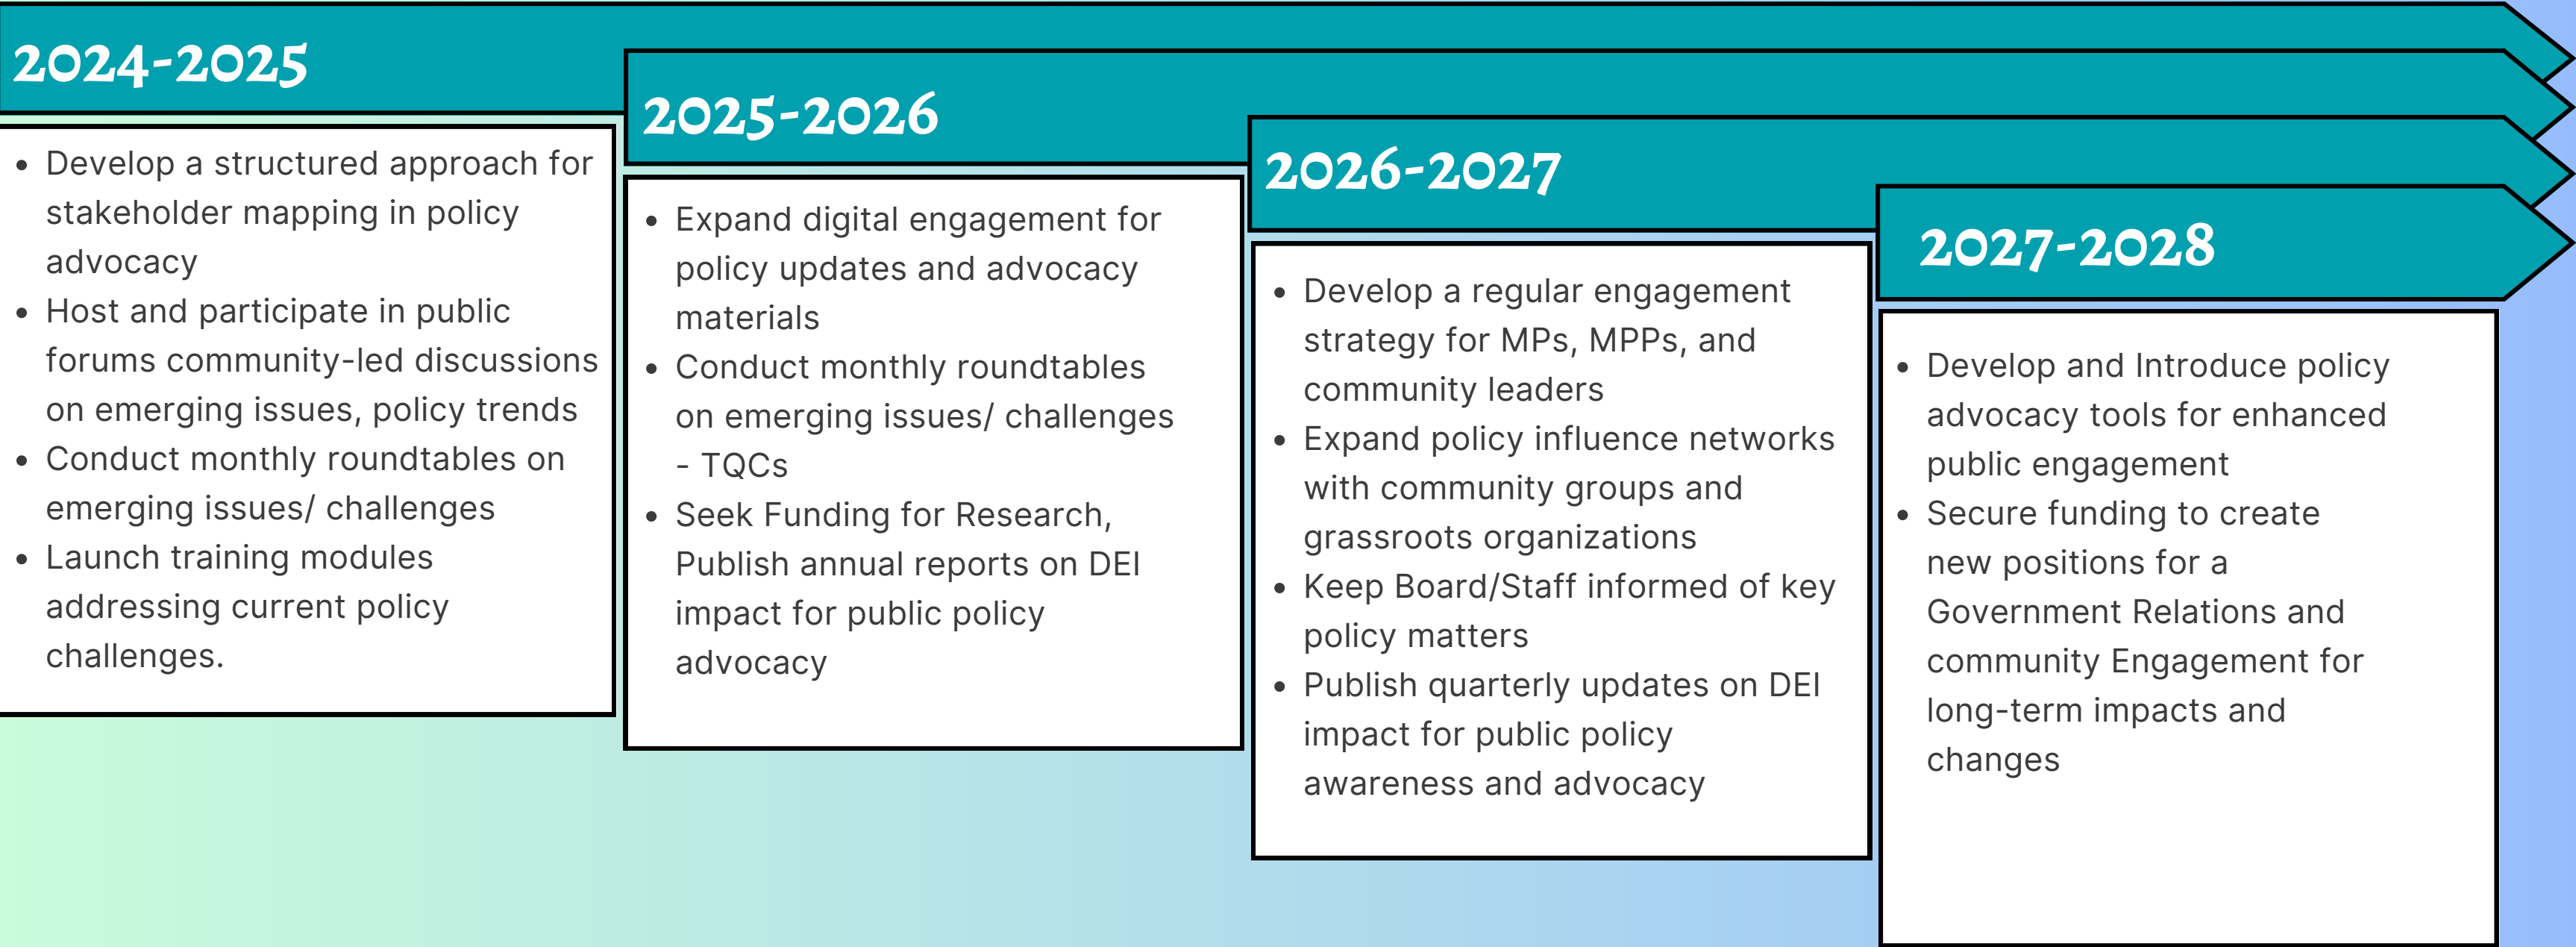 2024-2025
• Develop a structured approach for
stakeholder mapping in policy
advocacy
• Host and participate in public
forums community-led discussions
on emerging issues, policy trends
• Conduct monthly roundtables on
emerging issues/ challenges
• Launch training modules
addressing current policy
challenges.
2025-2026
• Expand digital engagement for
policy updates and advocacy
materials
• Conduct monthly roundtables
on emerging issues/ challenges
- TQCs
• Seek Funding for Research,
Publish annual reports on DEI
impact for public policy
advocacy
2026-2027
• Develop a regular engagement
strategy for MPs, MPPs, and
community leaders
• Expand policy influence networks
with community groups and
grassroots organizations
• Keep Board/Staff informed of key
policy matters
• Publish quarterly updates on DEI
impact for public policy
awareness and advocacy
2027-2028
• Develop and Introduce policy
advocacy tools for enhanced
public engagement
• Secure funding to create
new positions for a
Government Relations and
community Engagement for
long-term impacts and
changes